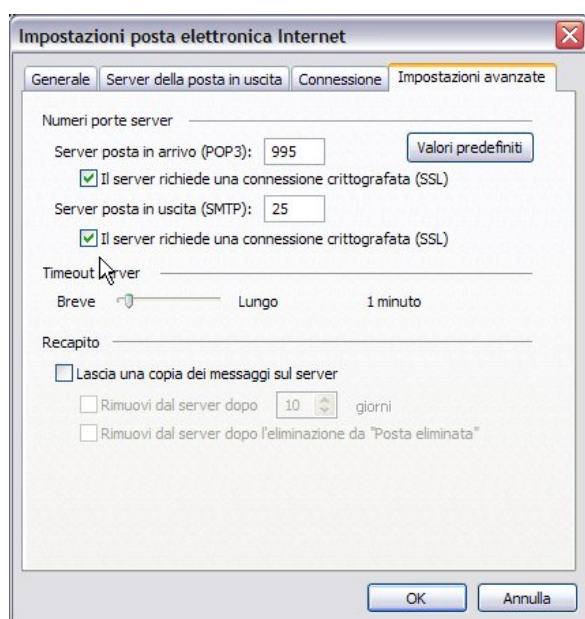 Impostazioni posta elettronica Internet
Generale Server della posta in uscita Connessione Impostazioni avanzate
Numeri porte server
Server posta in arrivo (POP3): 995 Valori predefiniti
Il server richiede una connessione crittografata (SSL)
Server posta in uscita (SMTP): 25
Il server richiede una connessione crittografata (SSL)
Timeout server
Breve Lungo 1 minuto
Recapito
Lascia una copia dei messaggi sul server
Rimuovi dal server dopo 10 giorni
Rimuovi dal server dopo l'eliminazione da "Posta eliminata"
OK Annulla